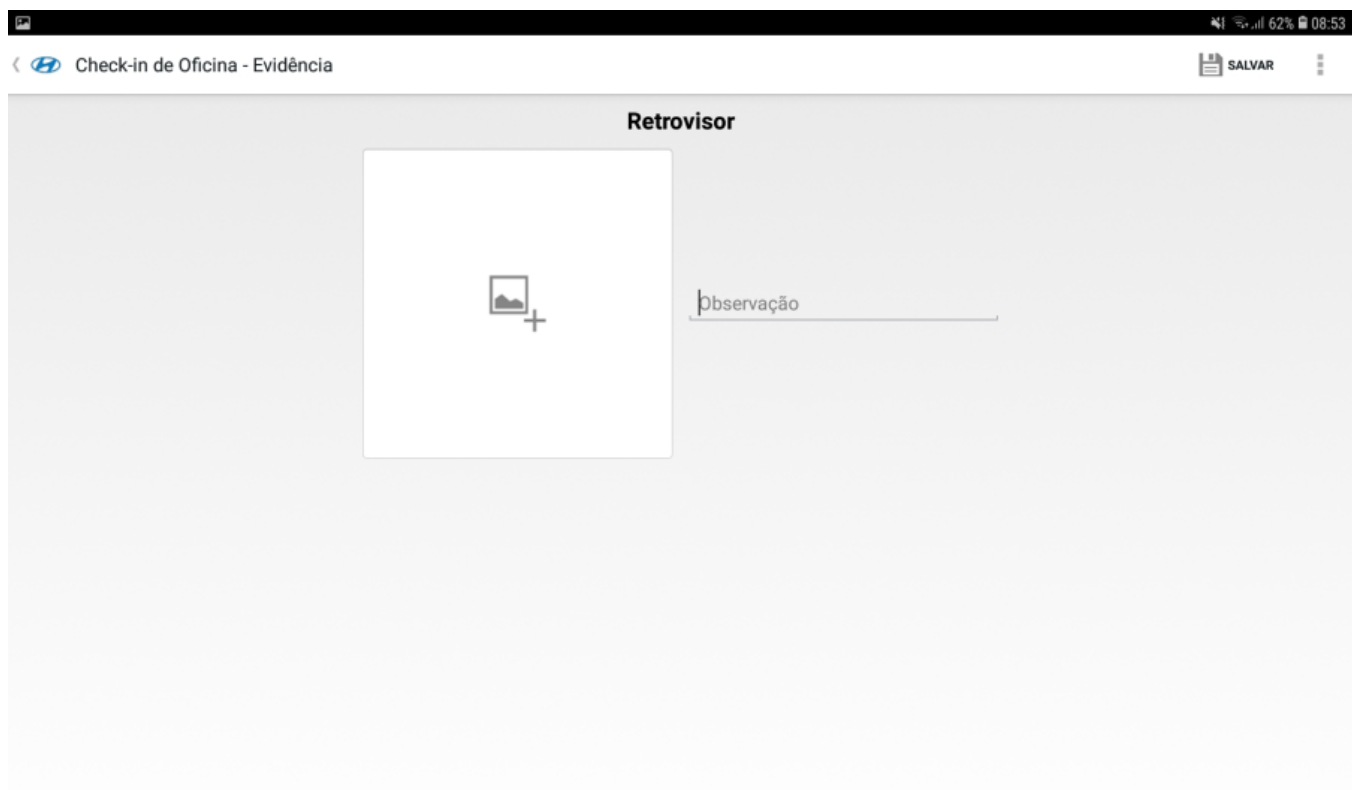 62% 08:53
Check-in de Oficina - Evidência SALVAR
Retrovisor
Observação